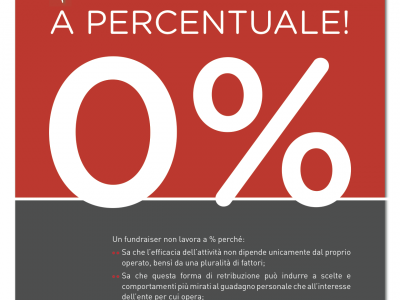 A PERCENTUALE!
0%
Un fundraiser non lavora a % perché:
Sa che l'efficacia dell'attività non dipende unicamente dal proprio
operato, bensì da una pluralità di fattori;
Sa che questa forma di retribuzione può indurre a scelte e
comportamenti più mirati al guadagno personale che all'interesse
dell'ente per cui opera;